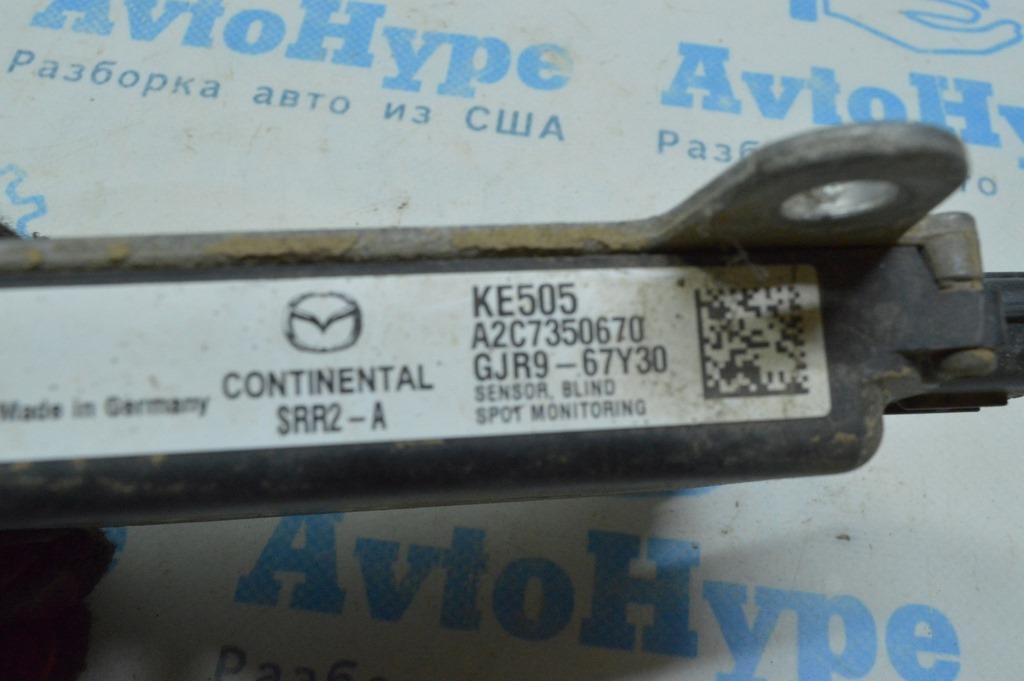 AvtoHype
Разборка авто из США
AvtoHy
Made in Germany
CONTINENTAL
SRR2-A
KE505
A2C7350670
GJR9-67Y30
SENSOR, BLIND
SPOT MONITORING
AvtoHype